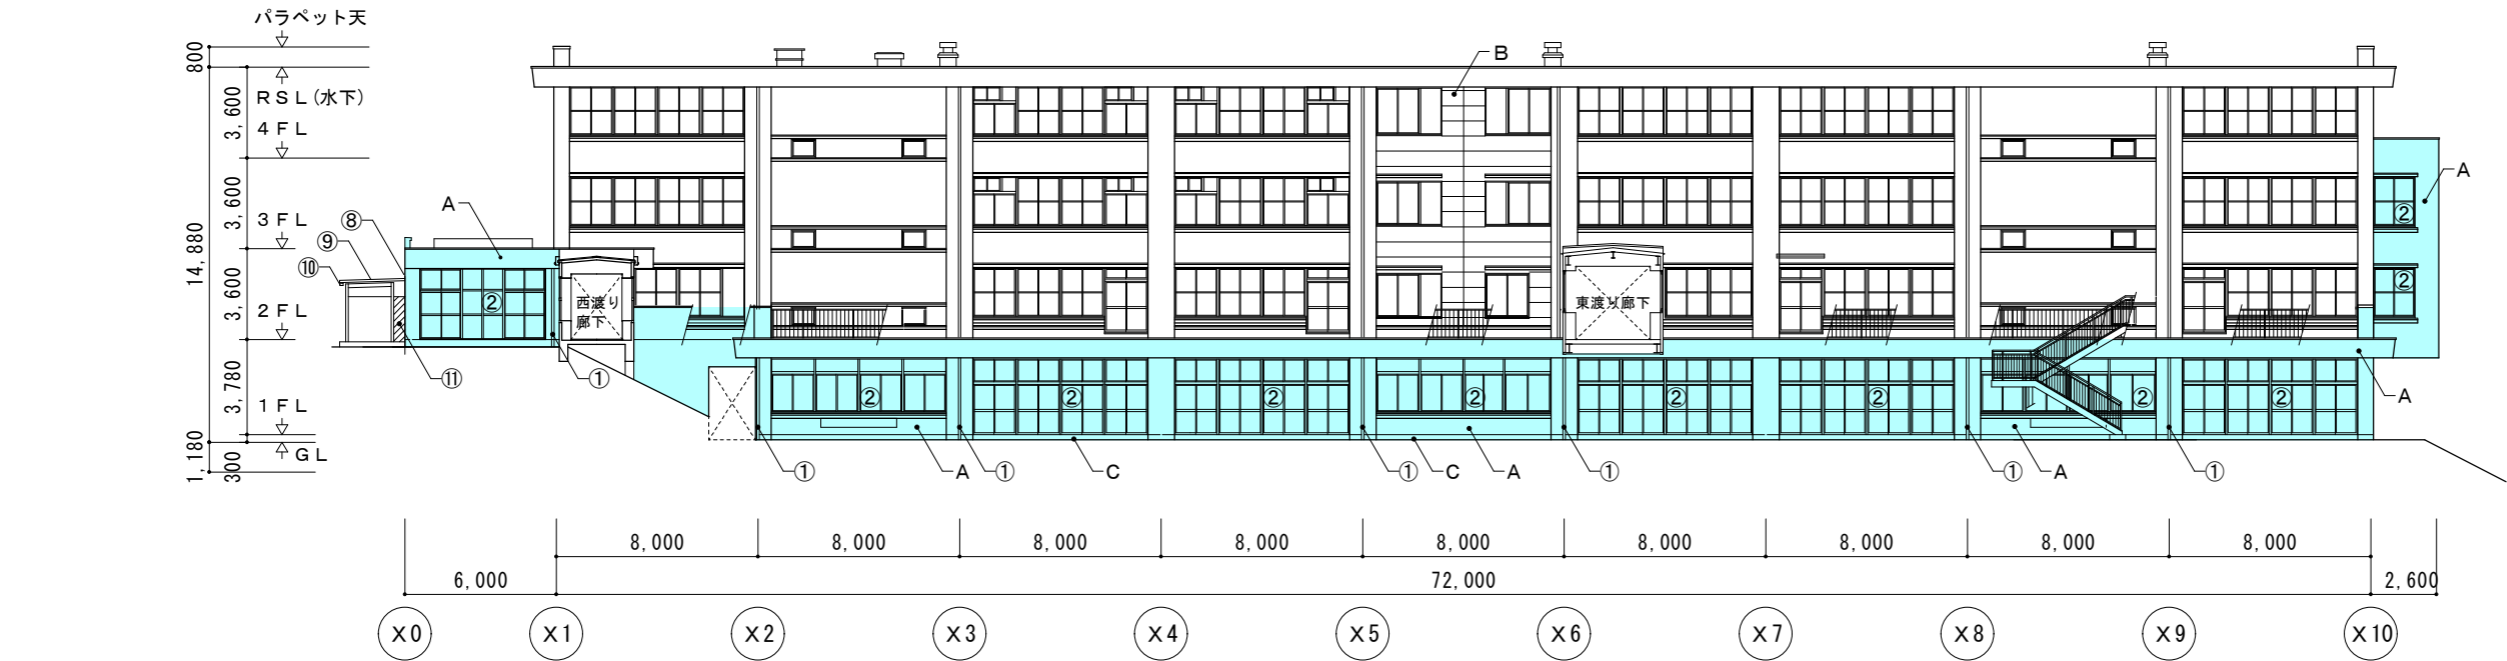 パラペット天
800
RSL(水下)
3,600
4FL
3,600
3FL
14,880
3,600
2FL
3,780
1FL
1,180
GL
300
B
A
A
⑧
⑨
⑩
②
②
②
西渡り
廊下
東渡り廊下
⑪
①
②
②
②
②
②
②
②
②
A
①
A
①
C
①
C
A
①
①
A
①
8,000
8,000
8,000
8,000
8,000
8,000
8,000
8,000
8,000
6,000
72,000
2,600
X0
X1
X2
X3
X4
X5
X6
X7
X8
X9
X10